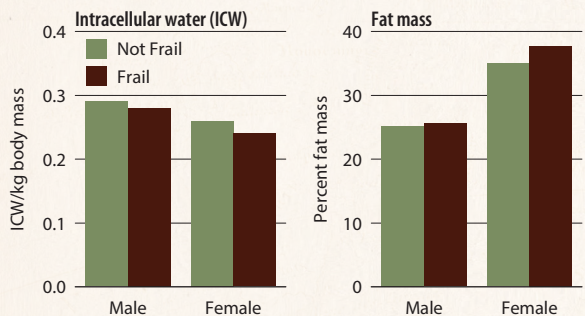 Intracellular water (ICW)
0.4
0.3
0.2
0.1
0.0
ICW/kg body mass
Not Frail
Frail
Male
Female
Fat mass
40
30
20
10
0
Percent fat mass
Male
Female